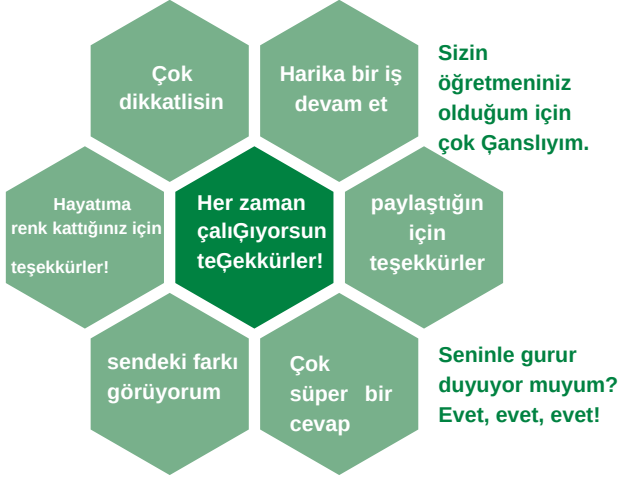 Çok
dikkatlisin
Harika bir iş
devam et
Sizin
öğretmeniniz
olduğum için
çok Ģanslıyım.
Hayatıma
renk kattığınız için
teşekkürler!
Her zaman
çalıĢıyorsun
teĢekkürler!
paylaştığın
için
teşekkürler
sendeki farkı
görüyorum
Çok
süper bir
cevap
Seninle gurur
duyuyor muyum?
Evet, evet, evet!